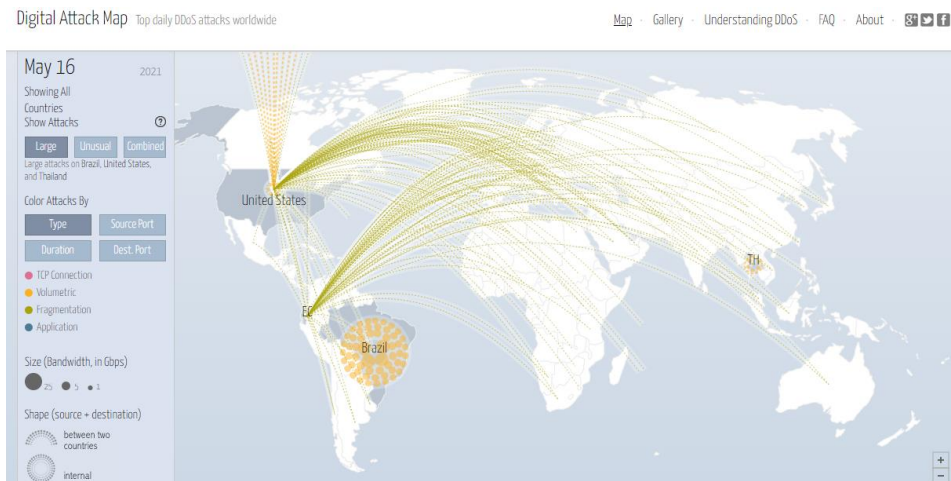 Digital Attack Map Top daily DDoS attacks worldwide
Map · Gallery · Understanding DDoS · FAQ · About
May 16 2021
Showing All
Countries
Show Attacks ?
Large Unusual Combined
Large attacks on Brazil, United States,
and Thailand
Color Attacks By
Type Source Port
Duration Dest. Port
TCP Connection
Volumetric
Fragmentation
Application
Size (Bandwidth, in Gbps)
25 5 1
Shape (source + destination)
between two
countries
internal
United States
EC
Brazil
TH
+
−